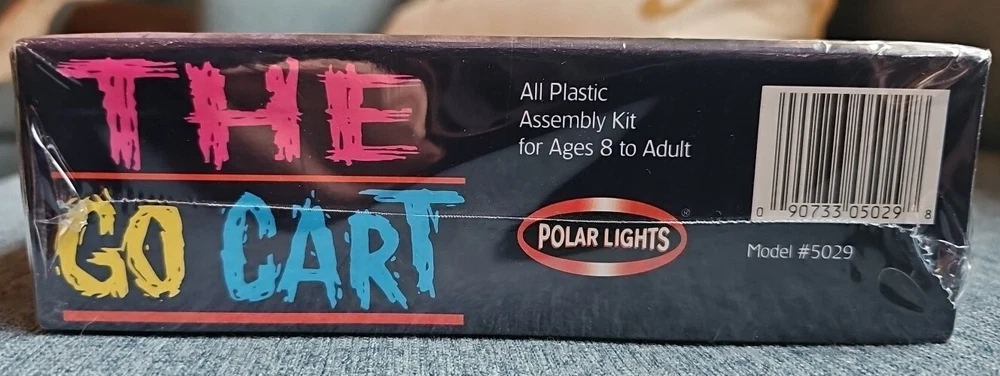 THE
GO CART
All Plastic
Assembly Kit
for Ages 8 to Adult
POLAR LIGHTS
®
0 90733 05029 8
Model #5029